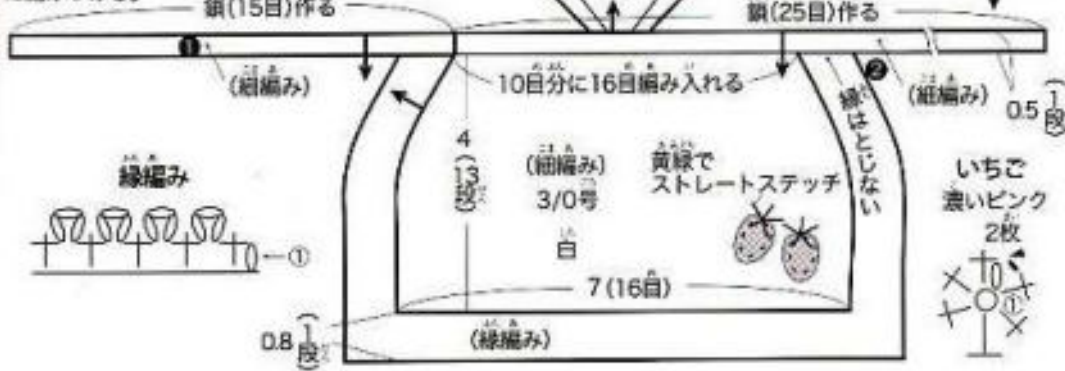 鎖(15目)作る
鎖(25目)作る
❶
(細編み)
10目分に16目編み入れる
❷
(細編み)
0.5(1段)
縁はとじない
縁編み
①
4(13段)
(細編み)
3/0号
白
黄緑で
ストレートステッチ
いちご
濃いピンク
2枚
①
7(16目)
0.8(1段)
(縁編み)